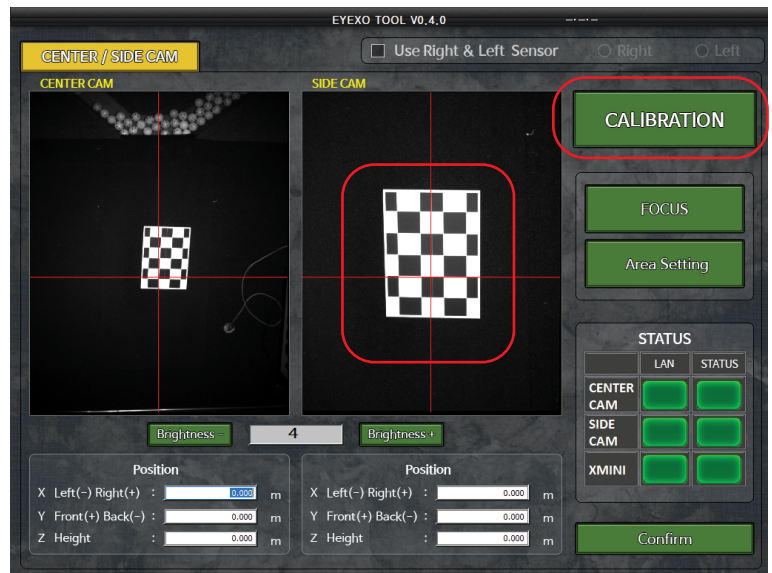 EYEXO TOOL V0.4.0
CENTER / SIDE CAM
Use Right & Left Sensor
Right
Left
CENTER CAM
SIDE CAM
CALIBRATION
FOCUS
Area Setting
STATUS
LAN STATUS
CENTER CAM
SIDE CAM
XMINI
Brightness -
4
Brightness +
Position
X Left(-) Right(+) : 0.000 m
Y Front(+) Back(-) : 0.000 m
Z Height : 0.000 m
Position
X Left(-) Right(+) : 0.000 m
Y Front(+) Back(-) : 0.000 m
Z Height : 0.000 m
Confirm